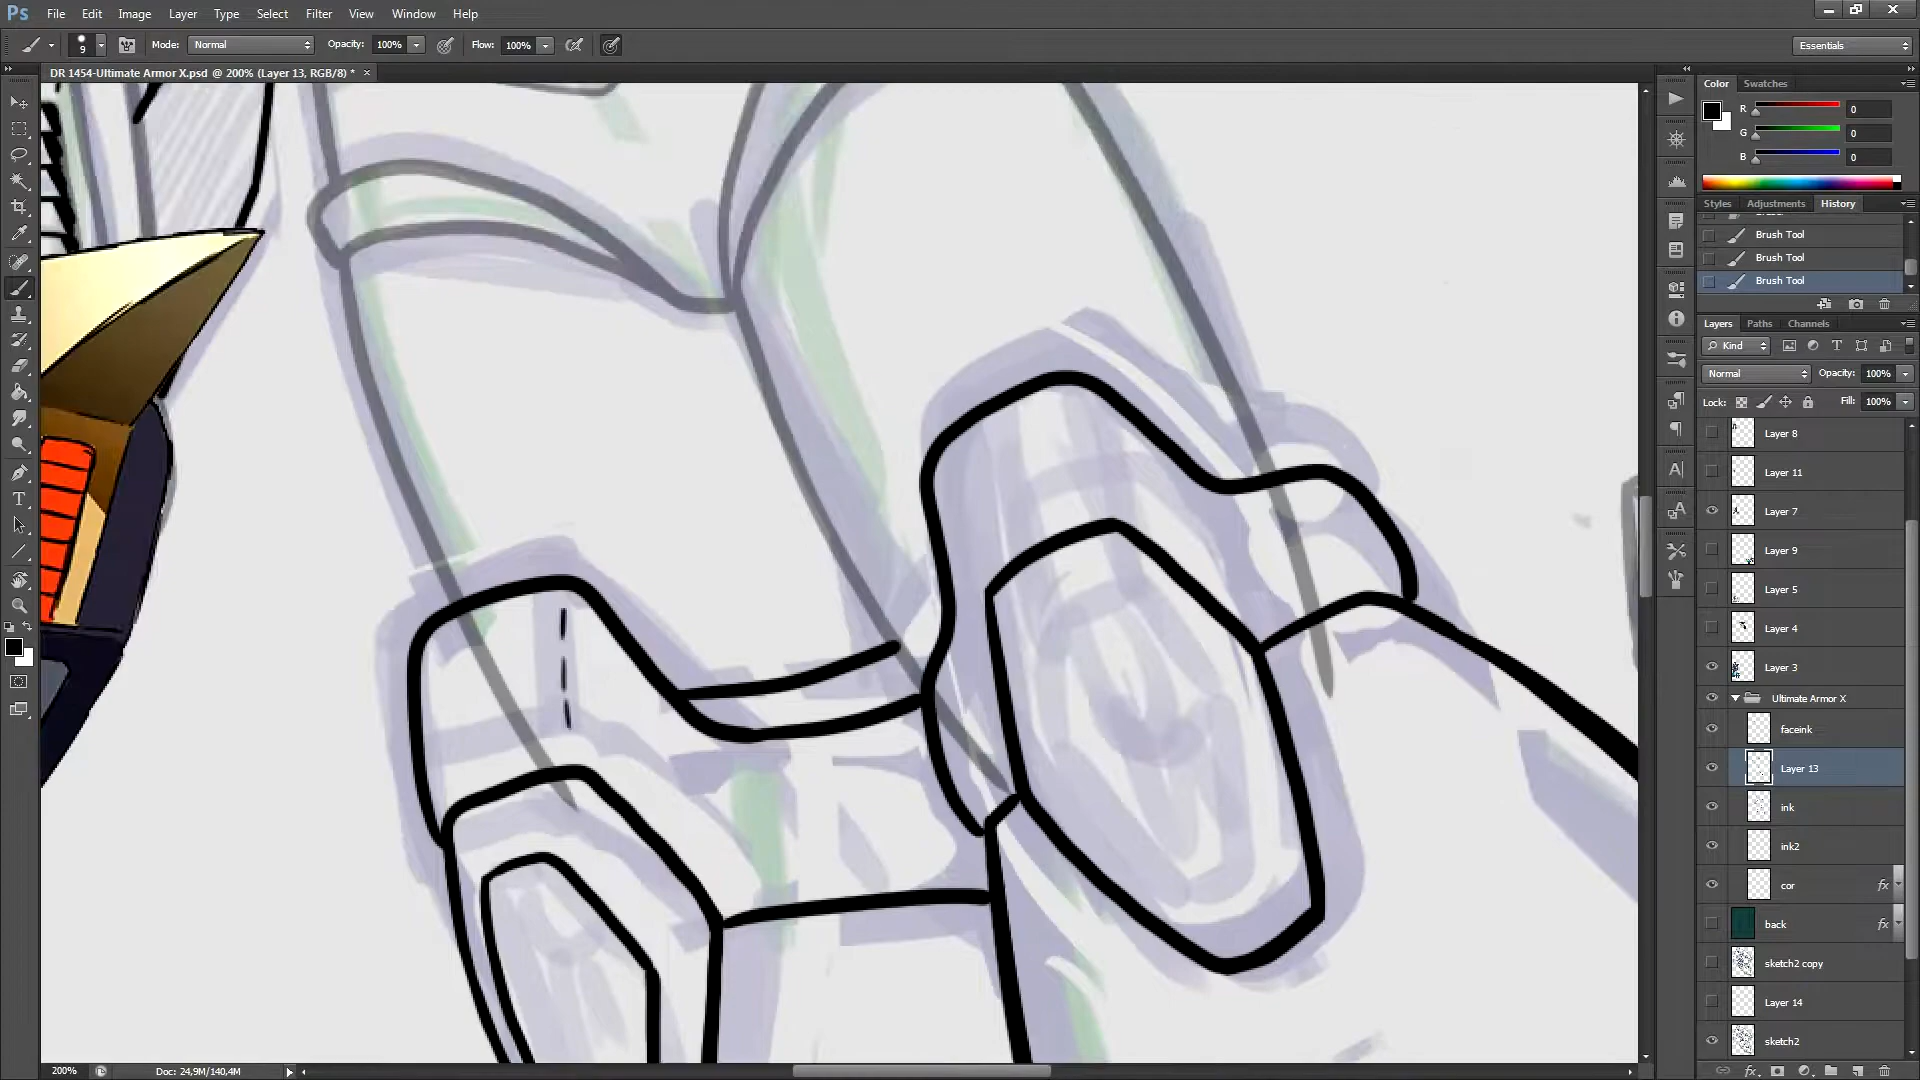 Ps File Edit Image Layer Type Select Filter View Window Help
9 Mode: Normal Opacity: 100% Flow: 100% Essentials
DR 1454-Ultimate Armor X.psd @ 200% (Layer 13, RGB/8) * ×
Color Swatches
R 0
G 0
B 0
Styles Adjustments History
Brush Tool
Brush Tool
Brush Tool
Layers Paths Channels
Kind
Normal Opacity: 100%
Lock: Fill: 100%
Layer 8
Layer 11
Layer 7
Layer 9
Layer 5
Layer 4
Layer 3
Ultimate Armor X
faceink
Layer 13
ink
ink2
cor fx
back fx
sketch2 copy
Layer 14
sketch2
200% Doc: 24,9M/140,4M